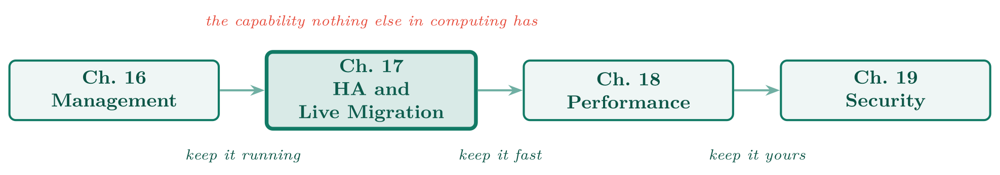 the capability nothing else in computing has
Ch. 16
Management
Ch. 17
HA and
Live Migration
Ch. 18
Performance
Ch. 19
Security
keep it running
keep it fast
keep it yours